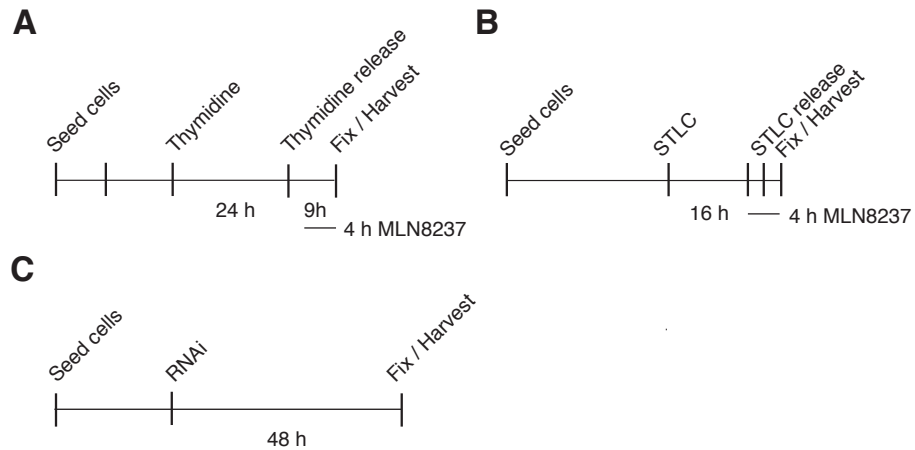 A
Seed cells
Thymidine
Thymidine release
Fix / Harvest
24 h
9h
4 h MLN8237
B
Seed cells
STLC
STLC release
Fix / Harvest
16 h
4 h MLN8237
C
Seed cells
RNAi
Fix / Harvest
48 h